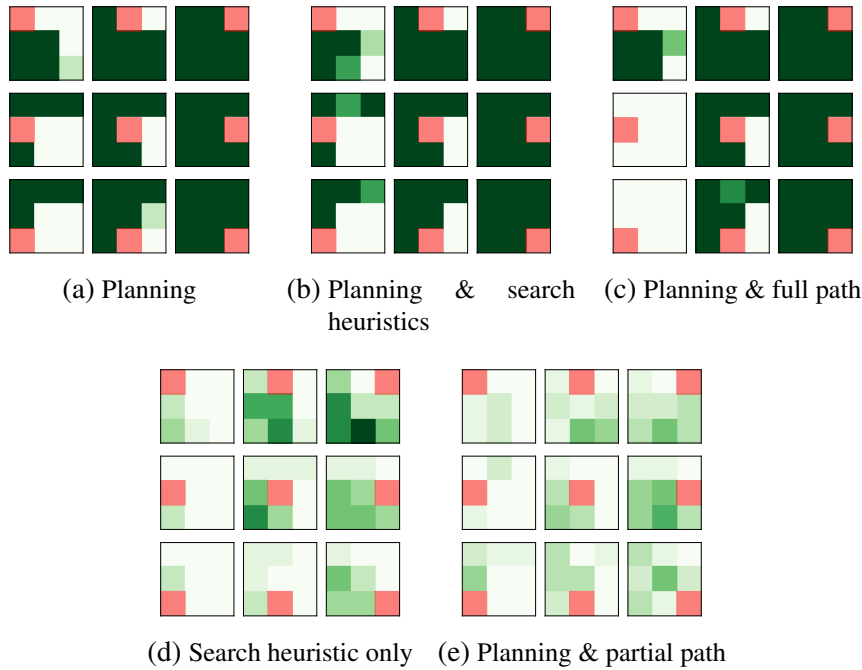 (a) Planning
(b) Planning & search
heuristics
(c) Planning & full path
(d) Search heuristic only
(e) Planning & partial path